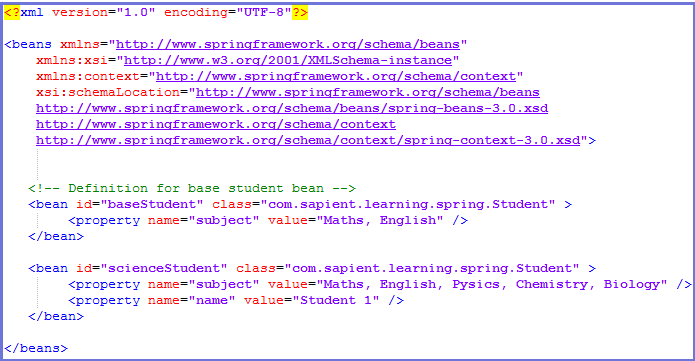 <?xml version="1.0" encoding="UTF-8"?>
<beans xmlns="http://www.springframework.org/schema/beans"
xmlns:xsi="http://www.w3.org/2001/XMLSchema-instance"
xmlns:context="http://www.springframework.org/schema/context"
xsi:schemaLocation="http://www.springframework.org/schema/beans
http://www.springframework.org/schema/beans/spring-beans-3.0.xsd
http://www.springframework.org/schema/context
http://www.springframework.org/schema/context/spring-context-3.0.xsd">
<!-- Definition for base student bean -->
<bean id="baseStudent" class="com.sapient.learning.spring.Student" >
<property name="subject" value="Maths, English" />
</bean>
<bean id="scienceStudent" class="com.sapient.learning.spring.Student" >
<property name="subject" value="Maths, English, Pysics, Chemistry, Biology" />
<property name="name" value="Student 1" />
</bean>
</beans>